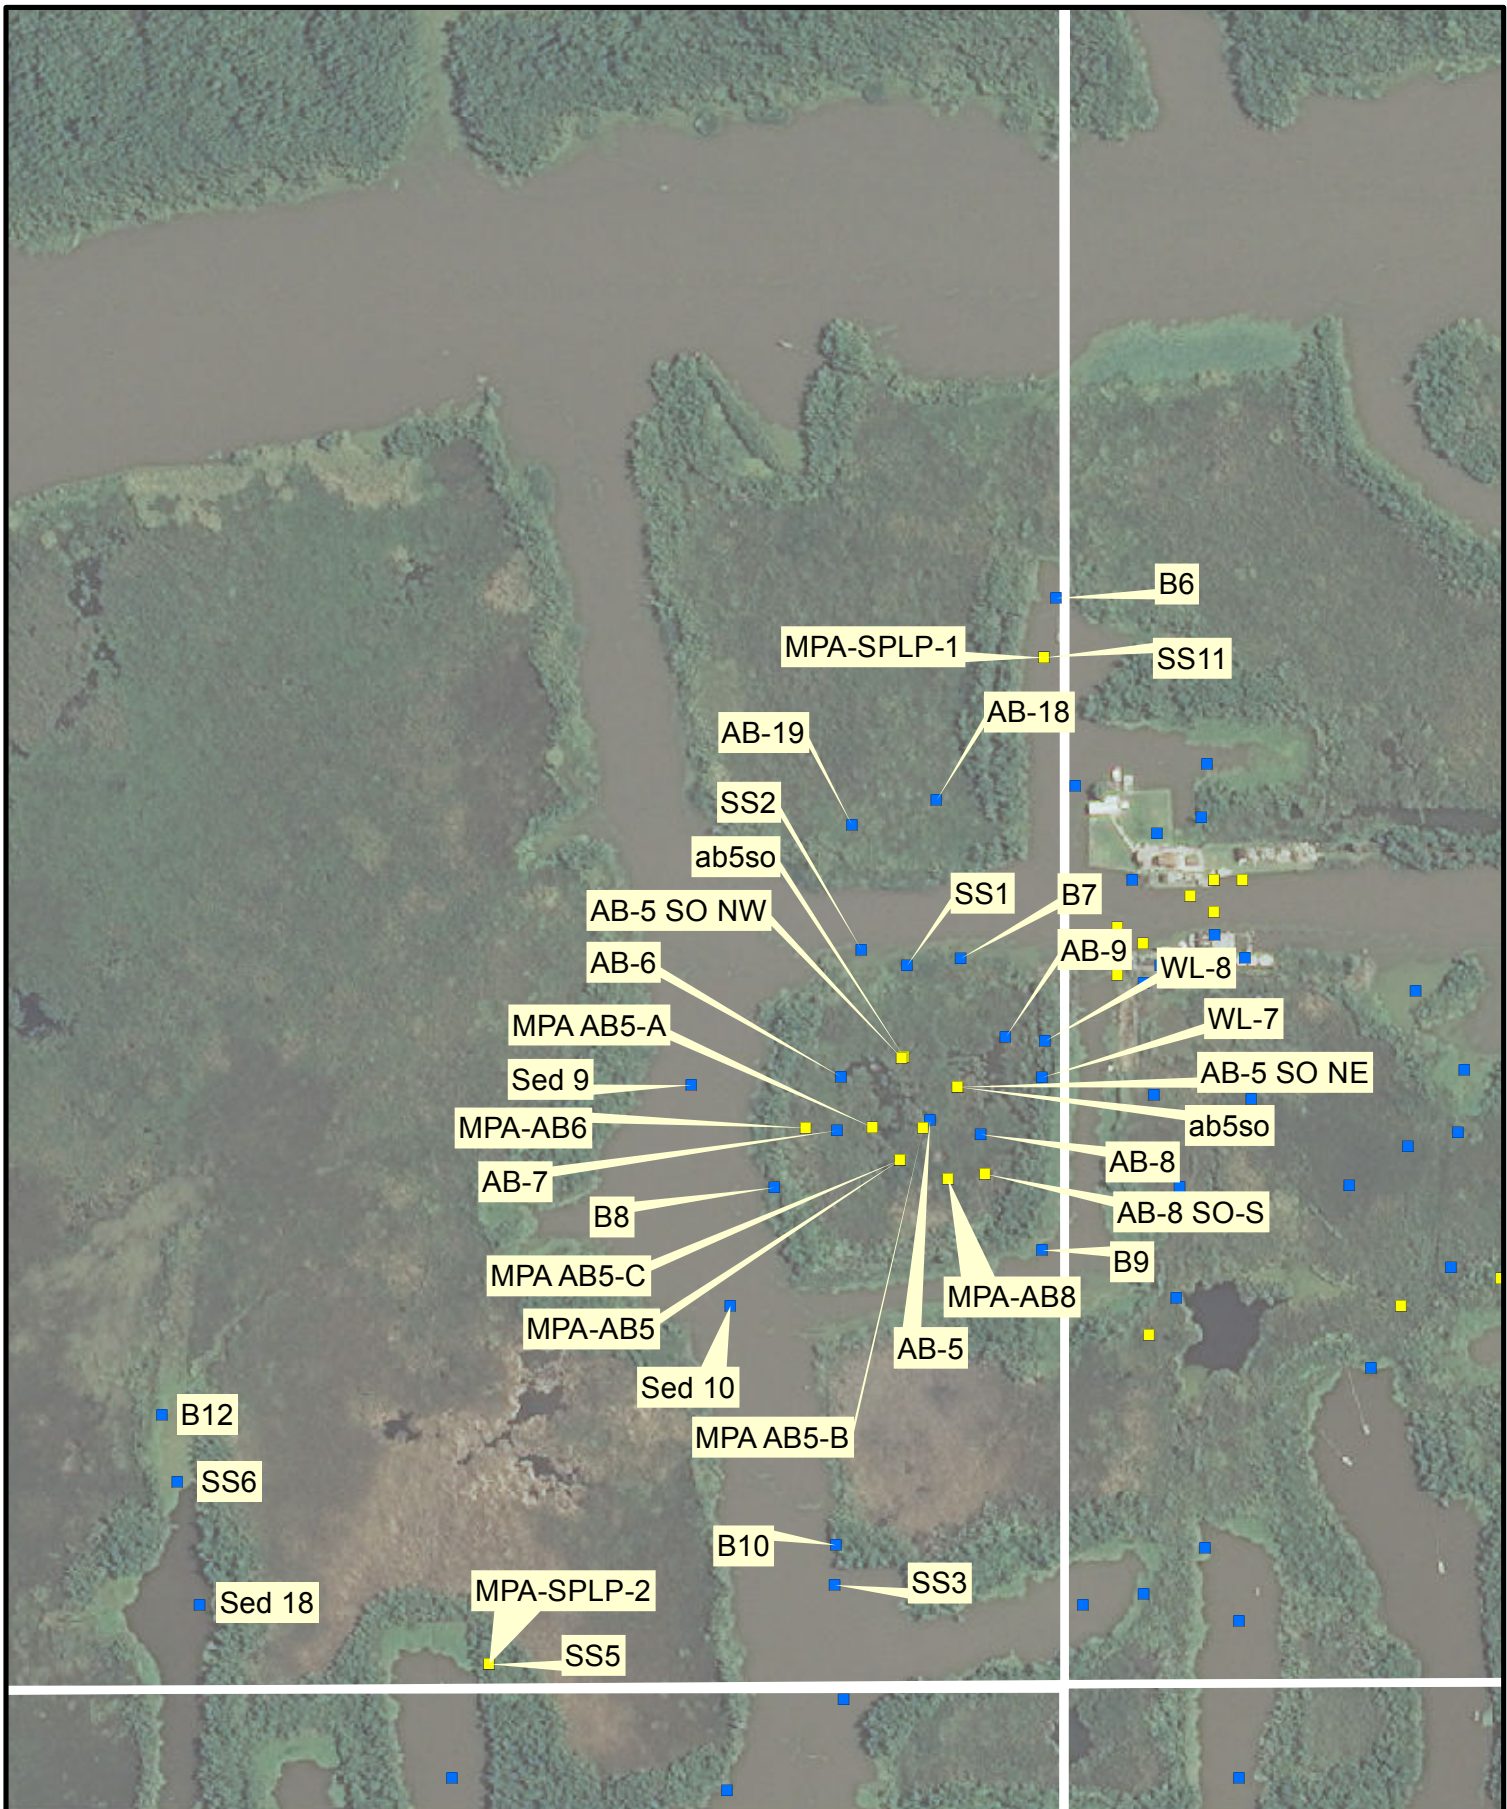 B6
MPA-SPLP-1
SS11
AB-18
AB-19
SS2
ab5so
SS1
B7
AB-5 SO NW
AB-9
AB-6
WL-8
MPA AB5-A
WL-7
Sed 9
AB-5 SO NE
MPA-AB6
ab5so
AB-8
AB-7
B8
AB-8 SO-S
B9
MPA AB5-C
MPA-AB8
MPA-AB5
AB-5
Sed 10
B12
MPA AB5-B
SS6
B10
SS3
MPA-SPLP-2
Sed 18
SS5